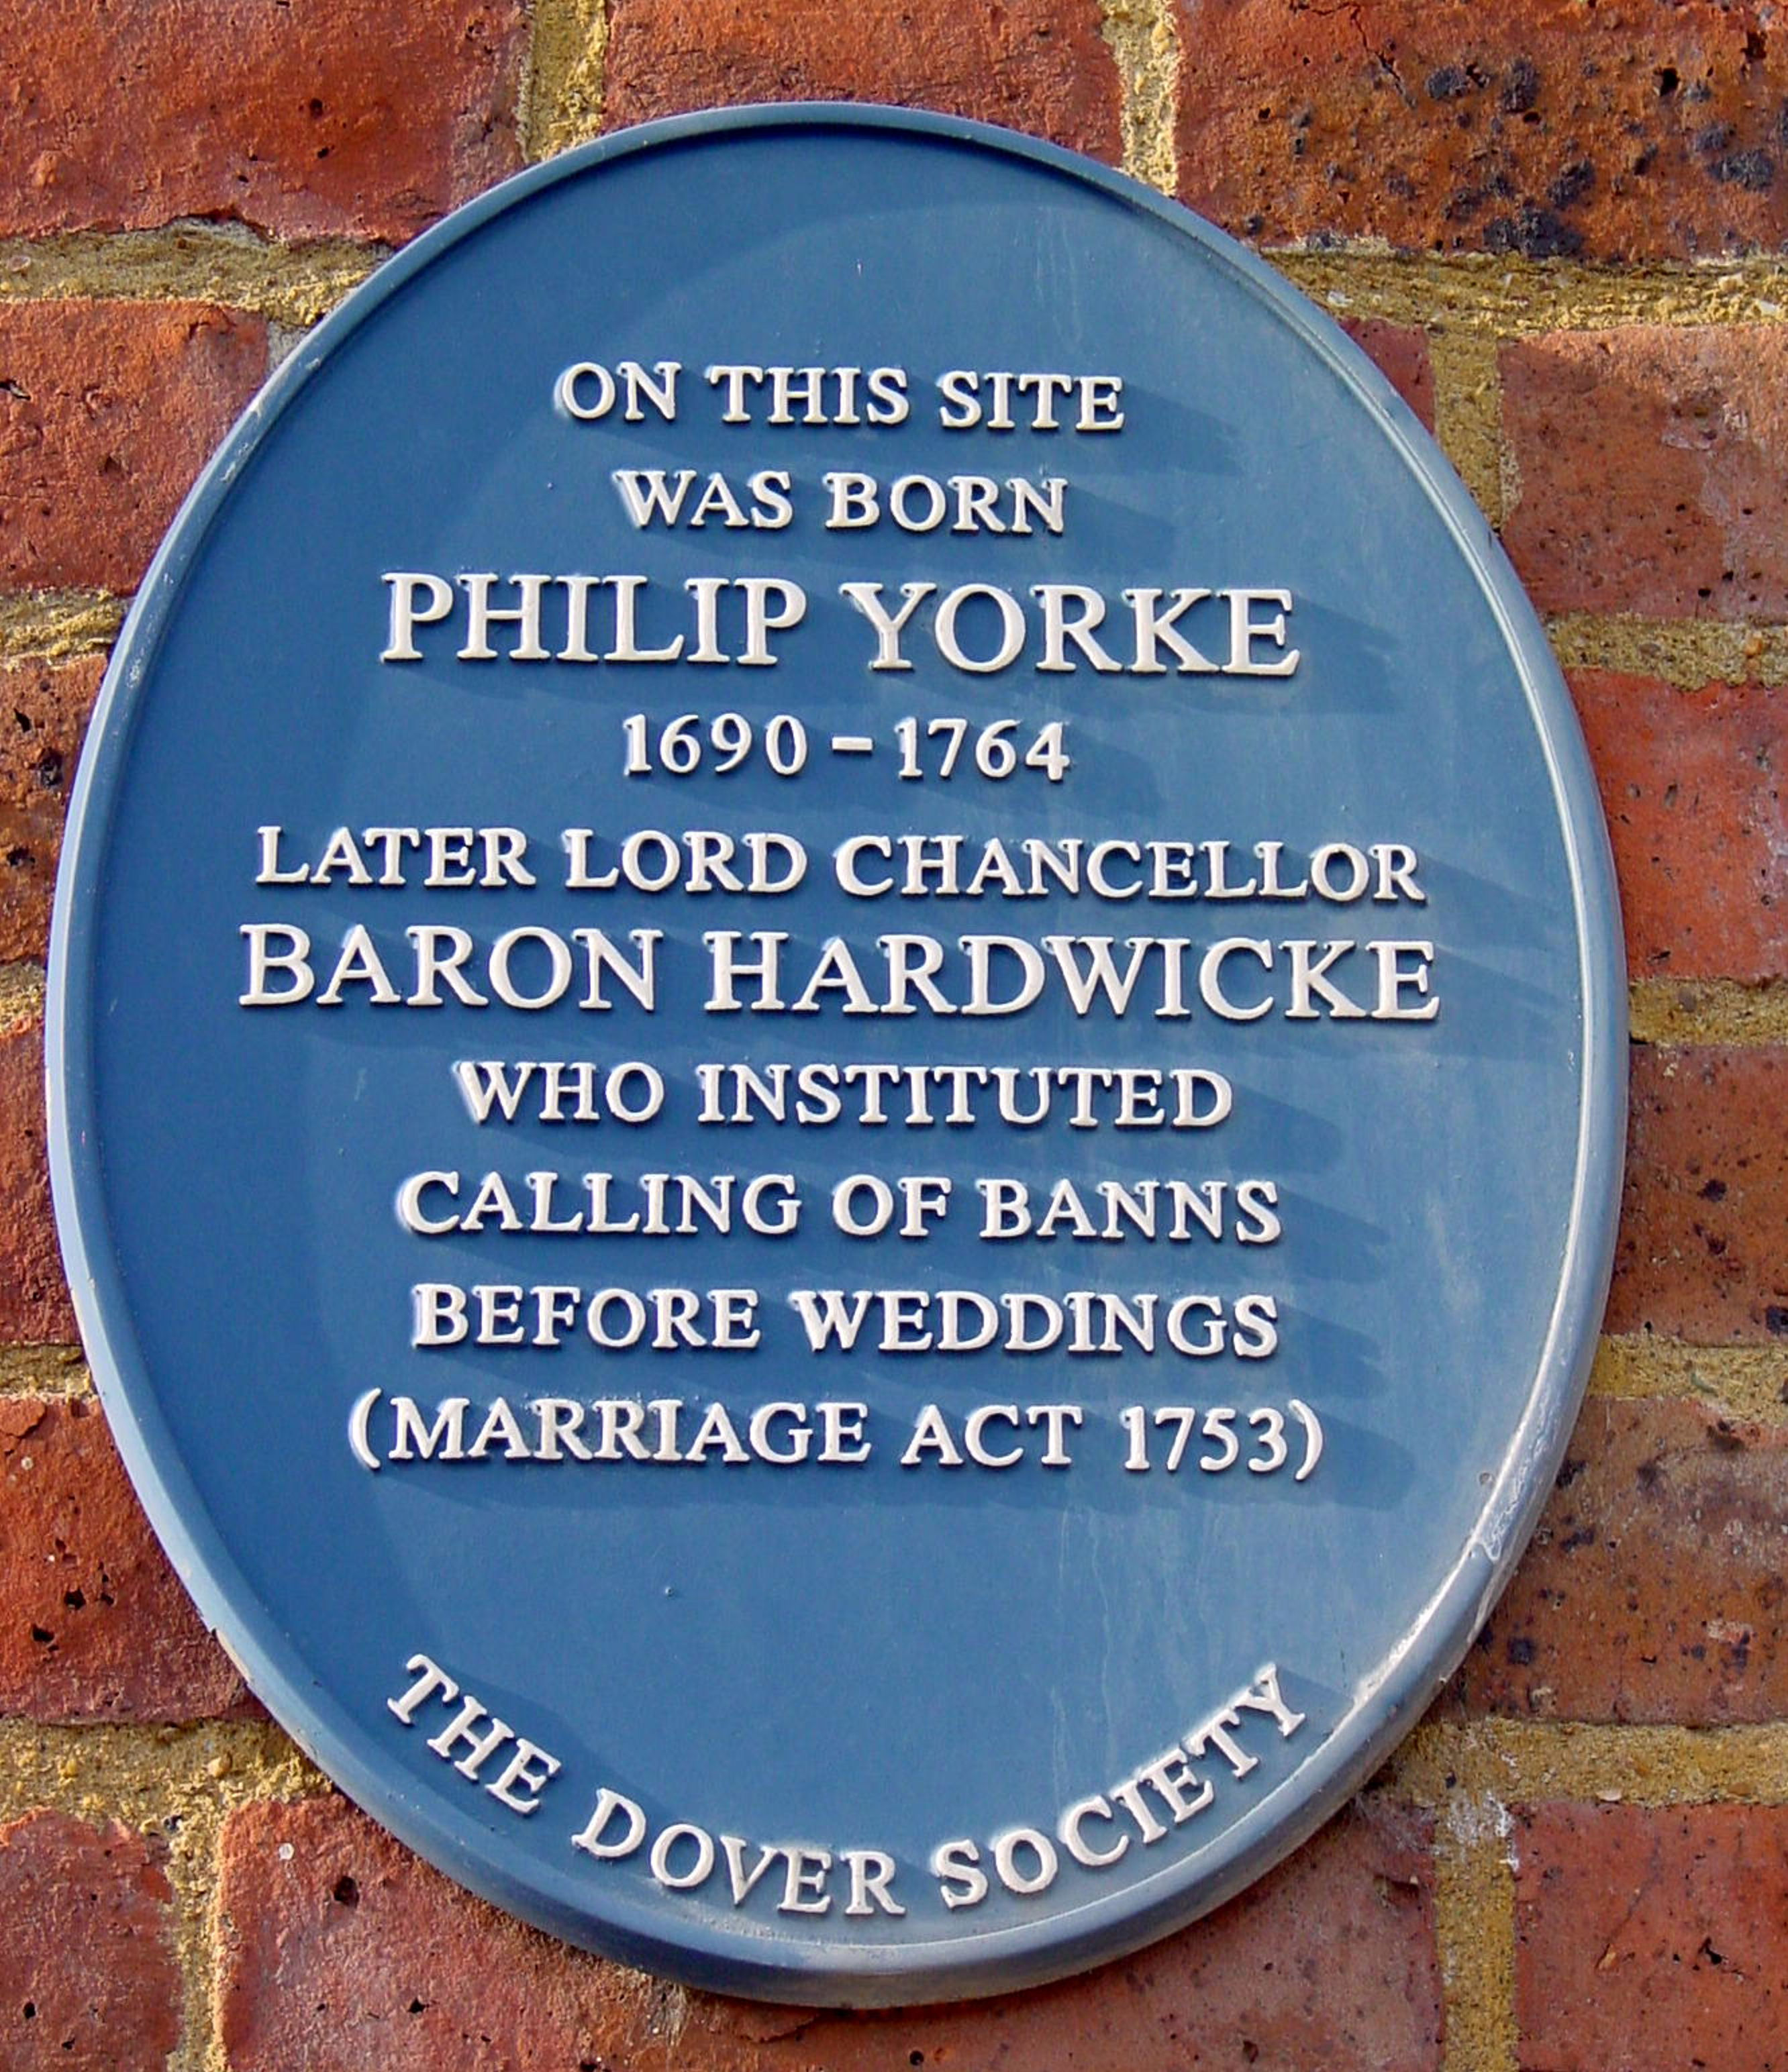 ON THIS SITE
WAS BORN
PHILIP YORKE
1690 - 1764
LATER LORD CHANCELLOR
BARON HARDWICKE
WHO INSTITUTED
CALLING OF BANNS
BEFORE WEDDINGS
(MARRIAGE ACT 1753)
THE DOVER SOCIETY